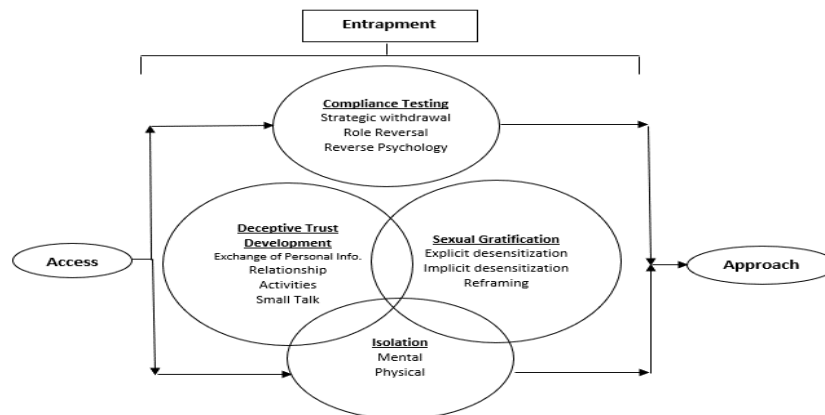 Entrapment
Compliance Testing
Strategic withdrawal
Role Reversal
Reverse Psychology
Deceptive Trust
Development
Exchange of Personal Info.
Relationship
Activities
Small Talk
Sexual Gratification
Explicit desensitization
Implicit desensitization
Reframing
Access
Approach
Isolation
Mental
Physical